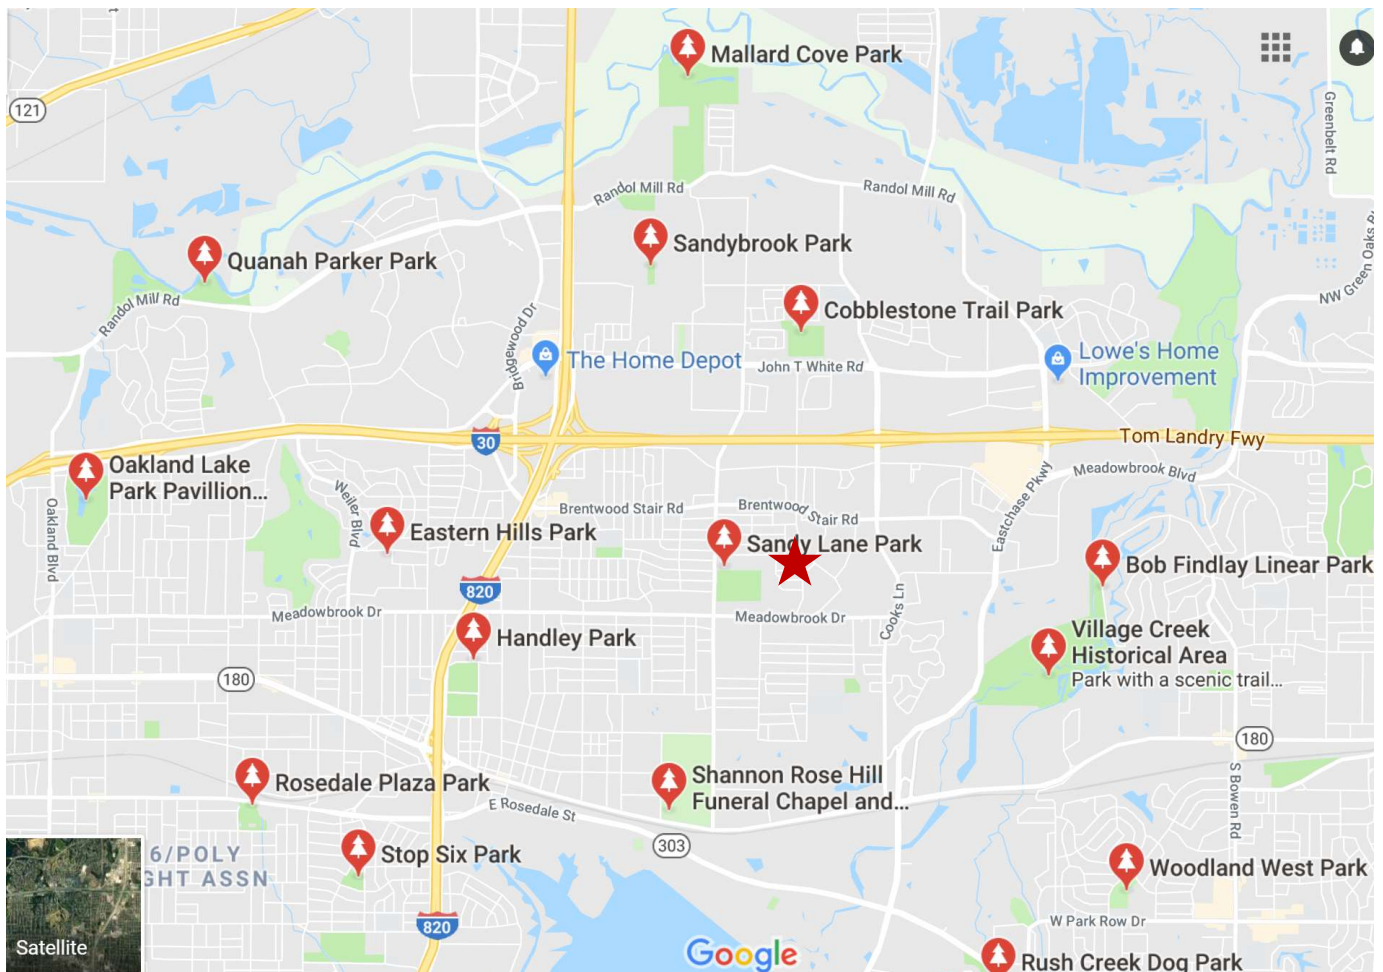 Mallard Cove Park
121
Greenbelt Rd
Randol Mill Rd
Randol Mill Rd
Sandybrook Park
Quanah Parker Park
NW Green Oaks
Randol Mill Rd
Cobblestone Trail Park
Bridgewood Dr
The Home Depot
John T White Rd
Lowe's Home
Improvement
30
Tom Landry Fwy
Oakland Lake
Park Pavillion...
Meadowbrook Blvd
Weiler Blvd
Oakland Blvd
Brentwood Stair Rd
Brentwood Stair Rd
Eastchase Pkwy
Eastern Hills Park
Sandy Lane Park
Bob Findlay Linear Park
820
Meadowbrook Dr
Meadowbrook Dr
Cooks Ln
Handley Park
Village Creek
Historical Area
Park with a scenic trail...
180
180
Rosedale Plaza Park
Shannon Rose Hill
Funeral Chapel and...
E Rosedale St
S Bowen Rd
303
Stop Six Park
6/POLY
GHT ASSN
Woodland West Park
820
W Park Row Dr
Satellite
Google
Rush Creek Dog Park